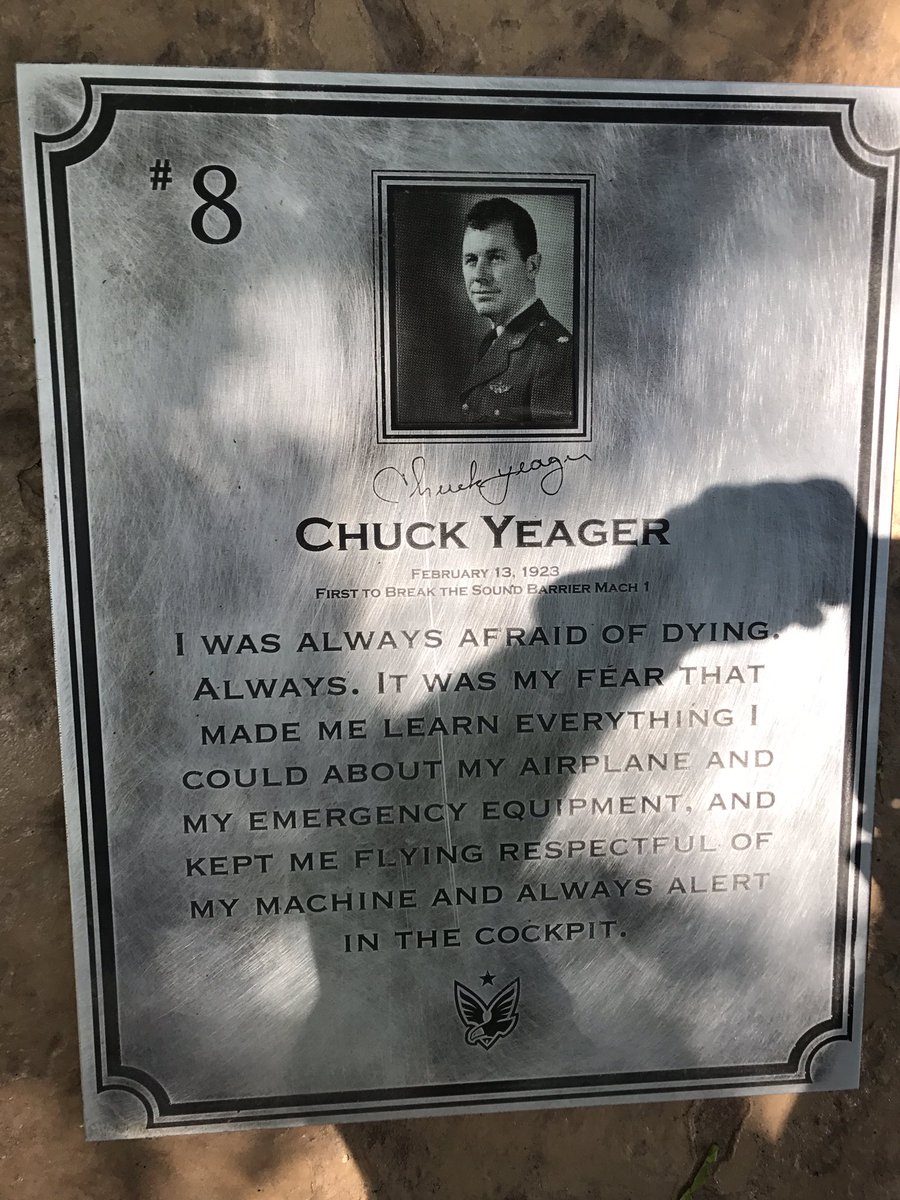 #8
Chuck Yeager
CHUCK YEAGER
FEBRUARY 13, 1923
FIRST TO BREAK THE SOUND BARRIER MACH 1
I WAS ALWAYS AFRAID OF DYING.
ALWAYS. IT WAS MY FEAR THAT
MADE ME LEARN EVERYTHING I
COULD ABOUT MY AIRPLANE AND
MY EMERGENCY EQUIPMENT, AND
KEPT ME FLYING RESPECTFUL OF
MY MACHINE AND ALWAYS ALERT
IN THE COCKPIT.